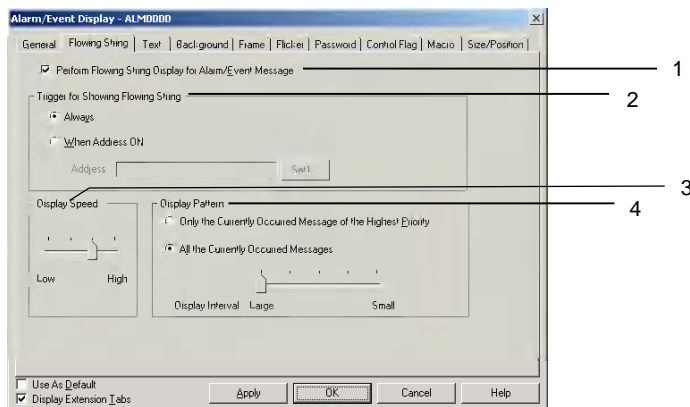 Alarm/Event Display - ALM0000
General Flowing String Text Background Frame Flicker Password Control Flag Macro Size/Position
Perform Flowing String Display for Alarm/Event Message
1
Trigger for Showing Flowing String
2
Always
When Address ON
Address
3
Display Speed
Display Pattern
4
Only the Currently Occurred Message of the Highest Priority
All the Currently Occurred Messages
Low High
Display Interval Large Small
Use As Default
Display Extension Tabs
Apply OK Cancel Help